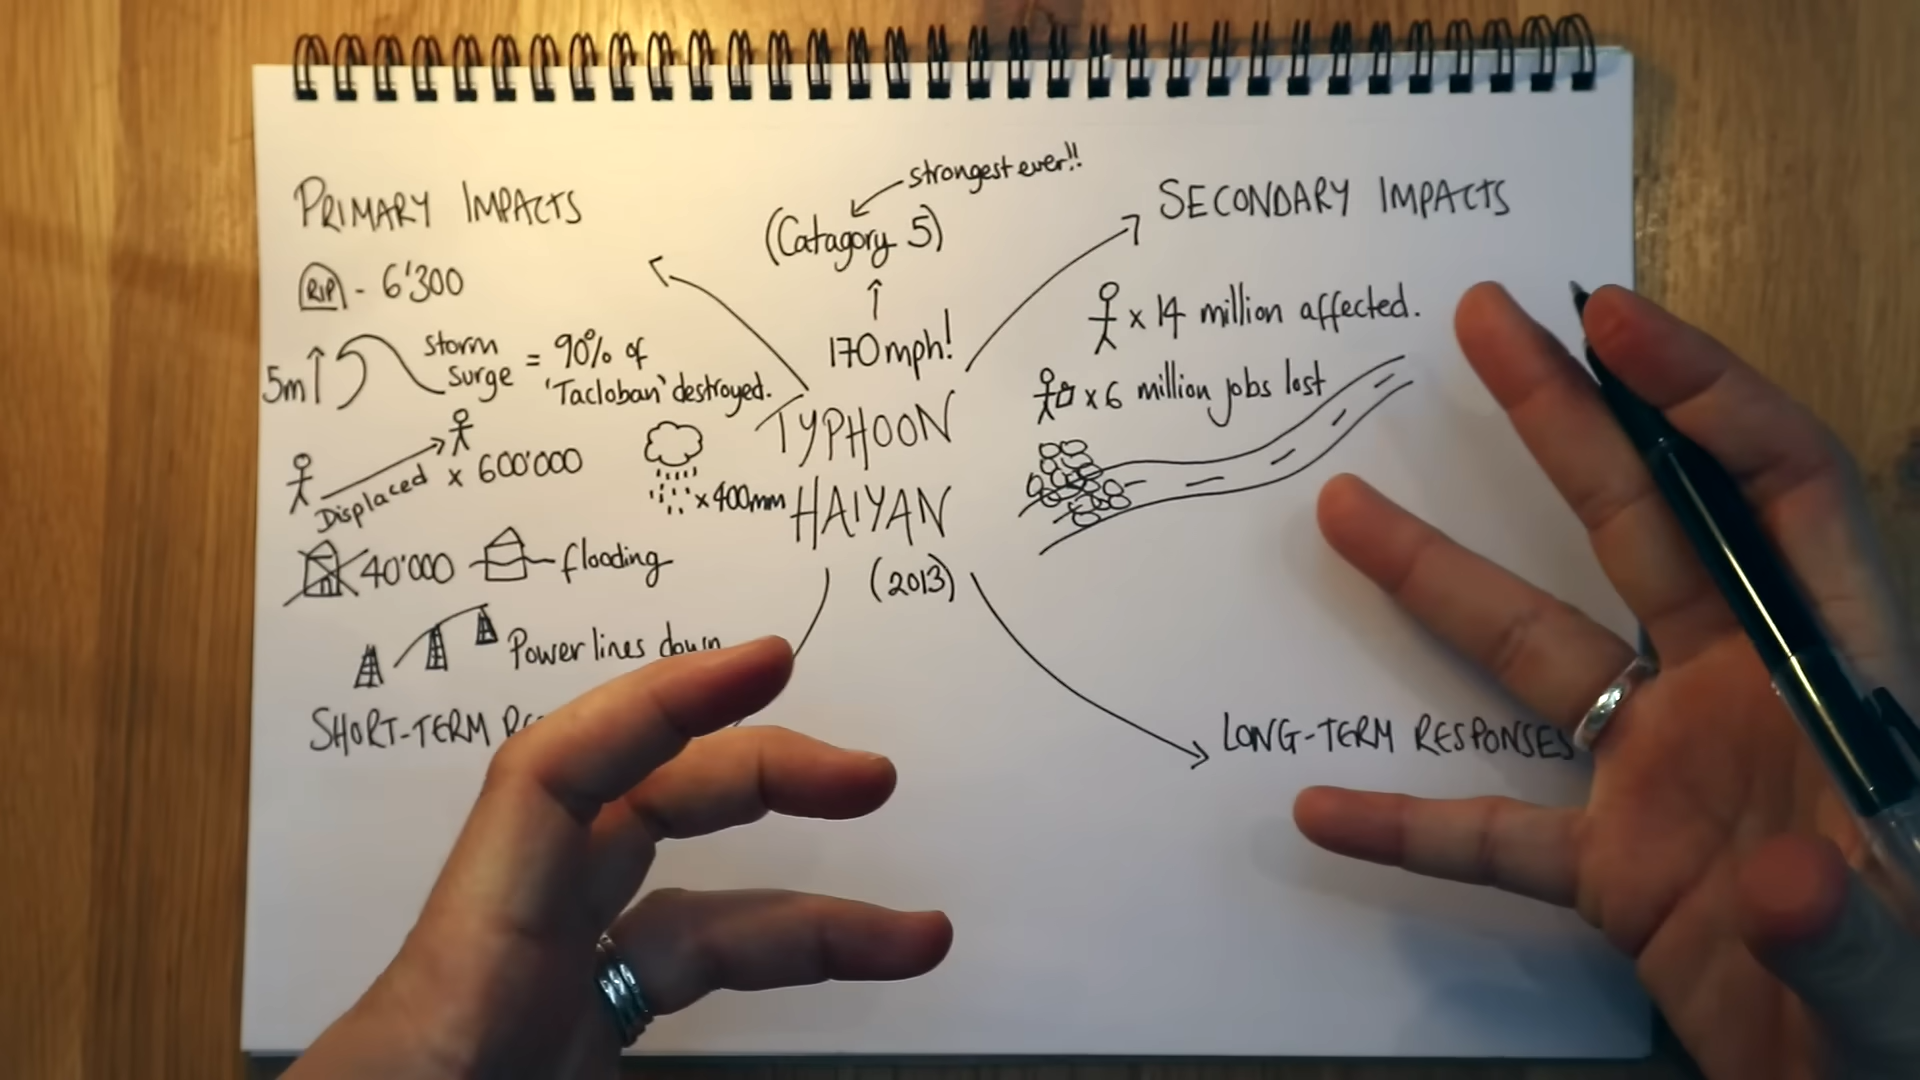 strongest ever!!
(Catagory 5)
170mph!
TYPHOON
HAIYAN
(2013)
PRIMARY IMPACTS
RIP - 6'300
5m storm surge = 90% of
'Tacloban' destroyed.
Displaced x 600'000
x 400mm
40'000 flooding
Power lines down
SECONDARY IMPACTS
x 14 million affected.
x 6 million jobs lost
SHORT-TERM
LONG-TERM RESPONSES